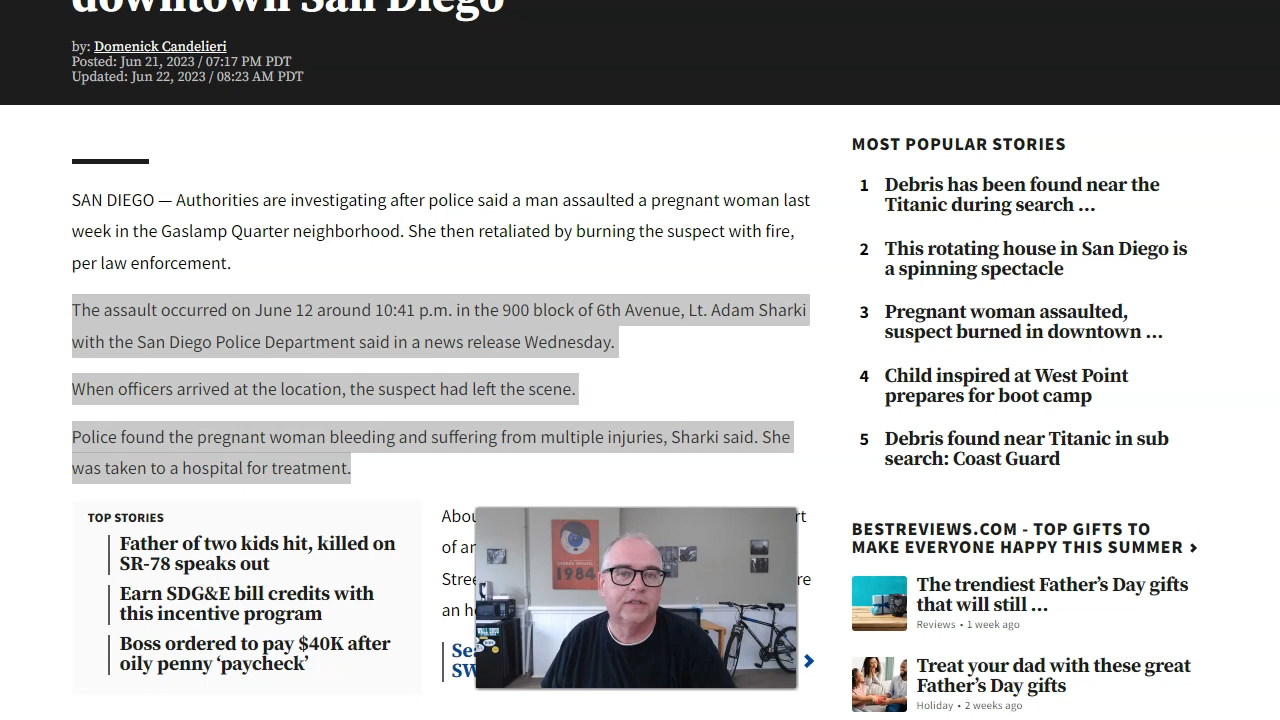 downtown San Diego
by: Domenick Candelieri
Posted: Jun 21, 2023 / 07:17 PM PDT
Updated: Jun 22, 2023 / 08:23 AM PDT
SAN DIEGO — Authorities are investigating after police said a man assaulted a pregnant woman last
week in the Gaslamp Quarter neighborhood. She then retaliated by burning the suspect with fire,
per law enforcement.
The assault occurred on June 12 around 10:41 p.m. in the 900 block of 6th Avenue, Lt. Adam Sharki
with the San Diego Police Department said in a news release Wednesday.
When officers arrived at the location, the suspect had left the scene.
Police found the pregnant woman bleeding and suffering from multiple injuries, Sharki said. She
was taken to a hospital for treatment.
TOP STORIES
Father of two kids hit, killed on
SR-78 speaks out
Earn SDG&E bill credits with
this incentive program
Boss ordered to pay $40K after
oily penny ‘paycheck’
1984
MOST POPULAR STORIES
1 Debris has been found near the
Titanic during search ...
2 This rotating house in San Diego is
a spinning spectacle
3 Pregnant woman assaulted,
suspect burned in downtown ...
4 Child inspired at West Point
prepares for boot camp
5 Debris found near Titanic in sub
search: Coast Guard
BESTREVIEWS.COM - TOP GIFTS TO
MAKE EVERYONE HAPPY THIS SUMMER ›
The trendiest Father’s Day gifts
that will still ...
Reviews • 1 week ago
Treat your dad with these great
Father’s Day gifts
Holiday • 2 weeks ago